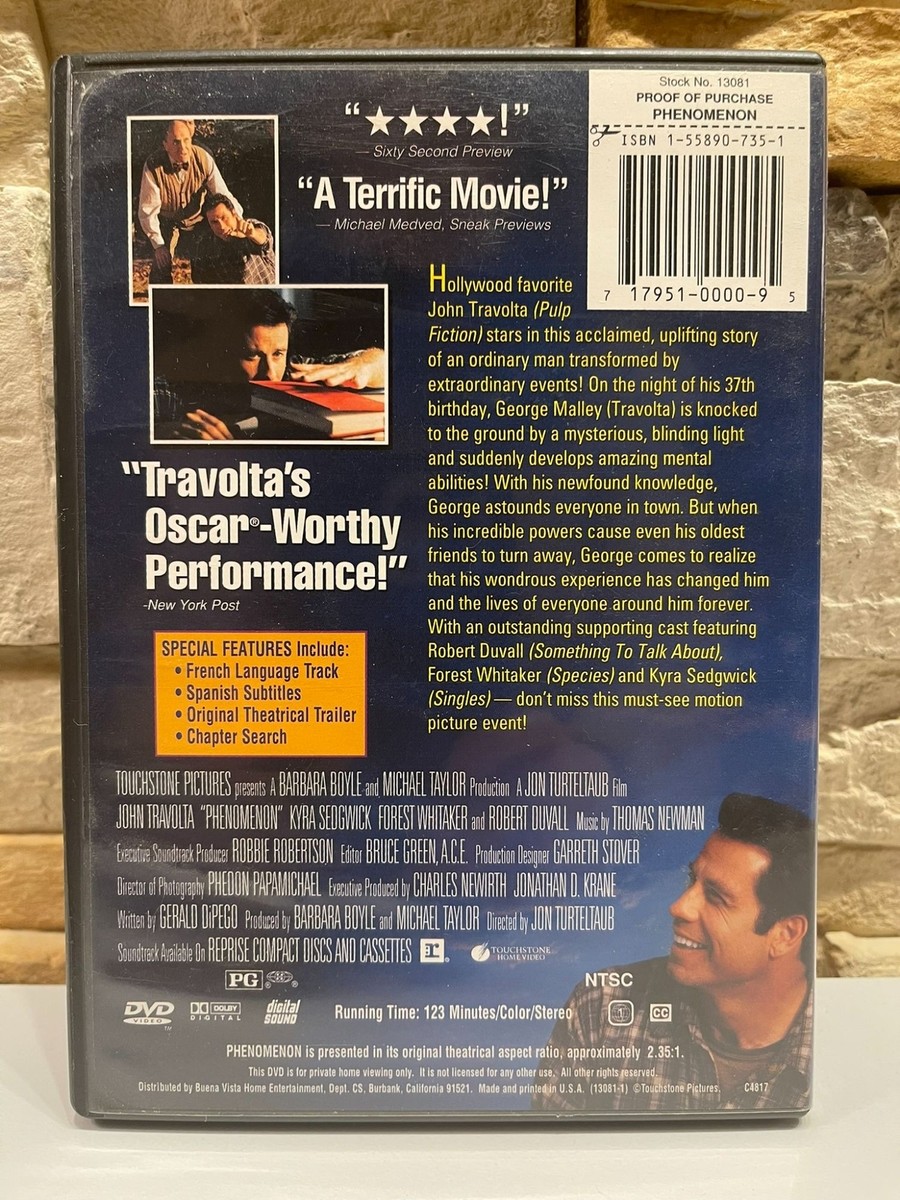 “★★★★!”
Sixty Second Preview
“A Terrific Movie!”
— Michael Medved, Sneak Previews
Stock No. 13081
PROOF OF PURCHASE
PHENOMENON
ISBN 1-55890-735-1
7 17951-0000-9 5
Hollywood favorite
John Travolta (Pulp
Fiction) stars in this acclaimed, uplifting story
of an ordinary man transformed by
extraordinary events! On the night of his 37th
birthday, George Malley (Travolta) is knocked
to the ground by a mysterious, blinding light
and suddenly develops amazing mental
abilities! With his newfound knowledge,
George astounds everyone in town. But when
his incredible powers cause even his oldest
friends to turn away, George comes to realize
that his wondrous experience has changed him
and the lives of everyone around him forever.
With an outstanding supporting cast featuring
Robert Duvall (Something To Talk About),
Forest Whitaker (Species) and Kyra Sedgwick
(Singles) — don't miss this must-see motion
picture event!
“Travolta's
Oscar®-Worthy
Performance!”
-New York Post
SPECIAL FEATURES Include:
• French Language Track
• Spanish Subtitles
• Original Theatrical Trailer
• Chapter Search
TOUCHSTONE PICTURES presents A BARBARA BOYLE and MICHAEL TAYLOR Production A JON TURTELTAUB Film
JOHN TRAVOLTA “PHENOMENON” KYRA SEDGWICK FOREST WHITAKER and ROBERT DUVALL Music by THOMAS NEWMAN
Executive Soundtrack Producer ROBBIE ROBERTSON Editor BRUCE GREEN, A.C.E. Production Designer GARRETH STOVER
Director of Photography PHEDON PAPAMICHAEL Executive Produced by CHARLES NEWIRTH JONATHAN D. KRANE
Written by GERALD DiPEGO Produced by BARBARA BOYLE and MICHAEL TAYLOR Directed by JON TURTELTAUB
Soundtrack Available On REPRISE COMPACT DISCS AND CASSETTES TOUCHSTONE HOME VIDEO
PG NTSC
DVD VIDEO™ DOLBY DIGITAL digital SOUND Running Time: 123 Minutes/Color/Stereo CC
PHENOMENON is presented in its original theatrical aspect ratio, approximately 2.35:1.
This DVD is for private home viewing only. It is not licensed for any other use. All other rights reserved.
Distributed by Buena Vista Home Entertainment, Dept. CS, Burbank, California 91521. Made and printed in U.S.A. (13081-1) ©Touchstone Pictures. C4817